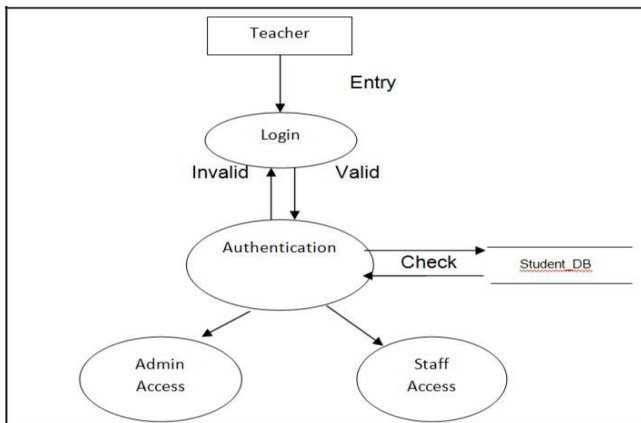 Teacher
Entry
Login
Invalid Valid
Authentication
Check
Student_DB
Admin
Access
Staff
Access